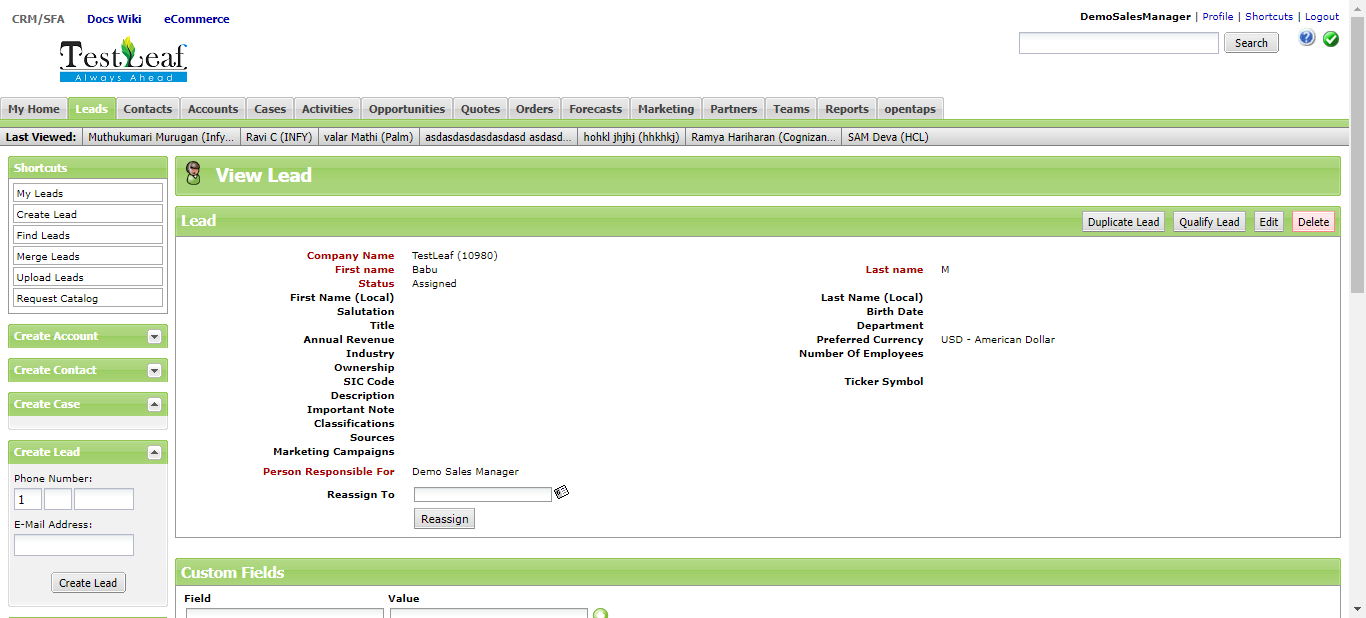 CRM/SFA Docs Wiki eCommerce
DemoSalesManager | Profile | Shortcuts | Logout
Search
TestLeaf
Always Ahead
My Home Leads Contacts Accounts Cases Activities Opportunities Quotes Orders Forecasts Marketing Partners Teams Reports opentaps
Last Viewed: Muthukumari Murugan (Infy... Ravi C (INFY) valar Mathi (Palm) asdasdasdasdasdasd asdasd... hohkl jhjhj (hhkhkj) Ramya Hariharan (Cognizan... SAM Deva (HCL)
Shortcuts
My Leads
Create Lead
Find Leads
Merge Leads
Upload Leads
Request Catalog
Create Account
Create Contact
Create Case
Create Lead
Phone Number:
1
E-Mail Address:
Create Lead
View Lead
Lead Duplicate Lead Qualify Lead Edit Delete
Company Name TestLeaf (10980)
First name Babu Last name M
Status Assigned
First Name (Local) Last Name (Local)
Salutation Birth Date
Title Department
Annual Revenue Preferred Currency USD - American Dollar
Industry Number Of Employees
Ownership
SIC Code Ticker Symbol
Description
Important Note
Classifications
Sources
Marketing Campaigns
Person Responsible For Demo Sales Manager
Reassign To
Reassign
Custom Fields
Field Value